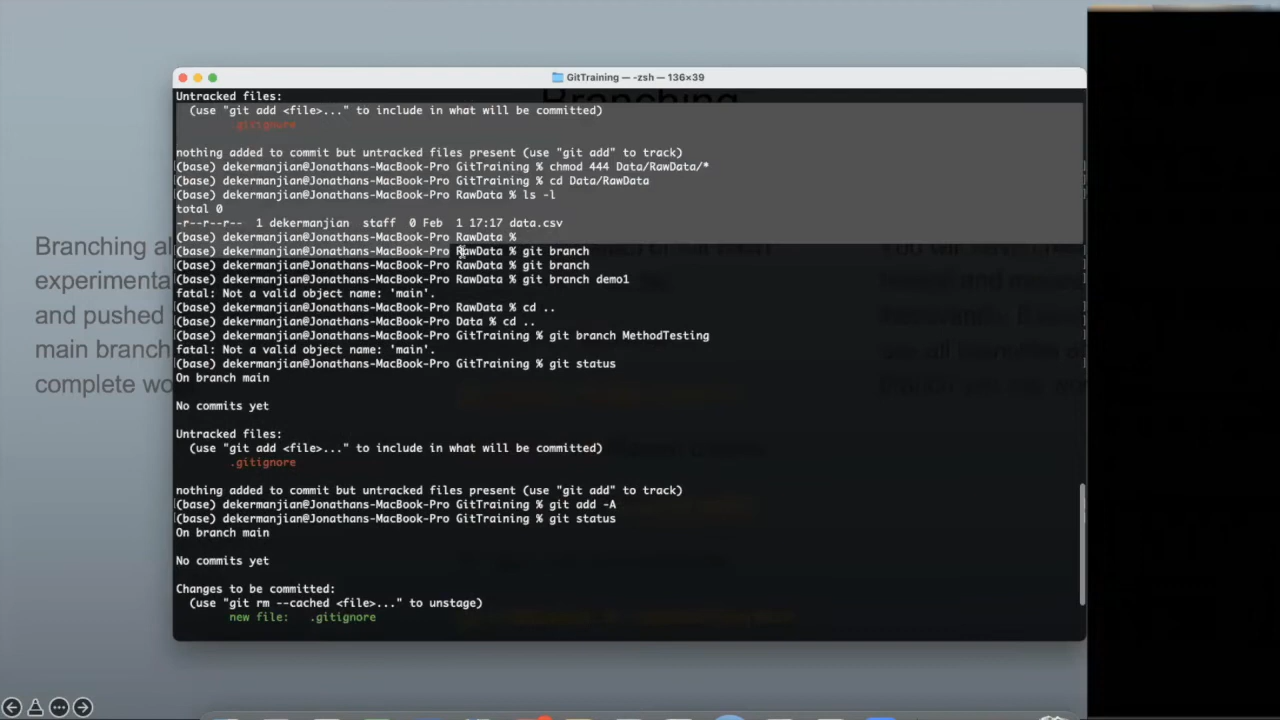 GitTraining — -zsh — 136×39
Untracked files:
(use "git add <file>..." to include in what will be committed)
.gitignore
nothing added to commit but untracked files present (use "git add" to track)
(base) dekermanjian@Jonathans-MacBook-Pro GitTraining % chmod 444 Data/RawData/*
(base) dekermanjian@Jonathans-MacBook-Pro GitTraining % cd Data/RawData
(base) dekermanjian@Jonathans-MacBook-Pro RawData % ls -l
total 0
-r--r--r-- 1 dekermanjian staff 0 Feb 1 17:17 data.csv
(base) dekermanjian@Jonathans-MacBook-Pro RawData %
(base) dekermanjian@Jonathans-MacBook-Pro RawData % git branch
(base) dekermanjian@Jonathans-MacBook-Pro RawData % git branch
(base) dekermanjian@Jonathans-MacBook-Pro RawData % git branch demo1
fatal: Not a valid object name: 'main'.
(base) dekermanjian@Jonathans-MacBook-Pro RawData % cd ..
(base) dekermanjian@Jonathans-MacBook-Pro Data % cd ..
(base) dekermanjian@Jonathans-MacBook-Pro GitTraining % git branch MethodTesting
fatal: Not a valid object name: 'main'.
(base) dekermanjian@Jonathans-MacBook-Pro GitTraining % git status
On branch main
No commits yet
Untracked files:
(use "git add <file>..." to include in what will be committed)
.gitignore
nothing added to commit but untracked files present (use "git add" to track)
(base) dekermanjian@Jonathans-MacBook-Pro GitTraining % git add -A
(base) dekermanjian@Jonathans-MacBook-Pro GitTraining % git status
On branch main
No commits yet
Changes to be committed:
(use "git rm --cached <file>..." to unstage)
new file: .gitignore
Branching
Branching al
experimenta
and pushed
main branch
complete wo